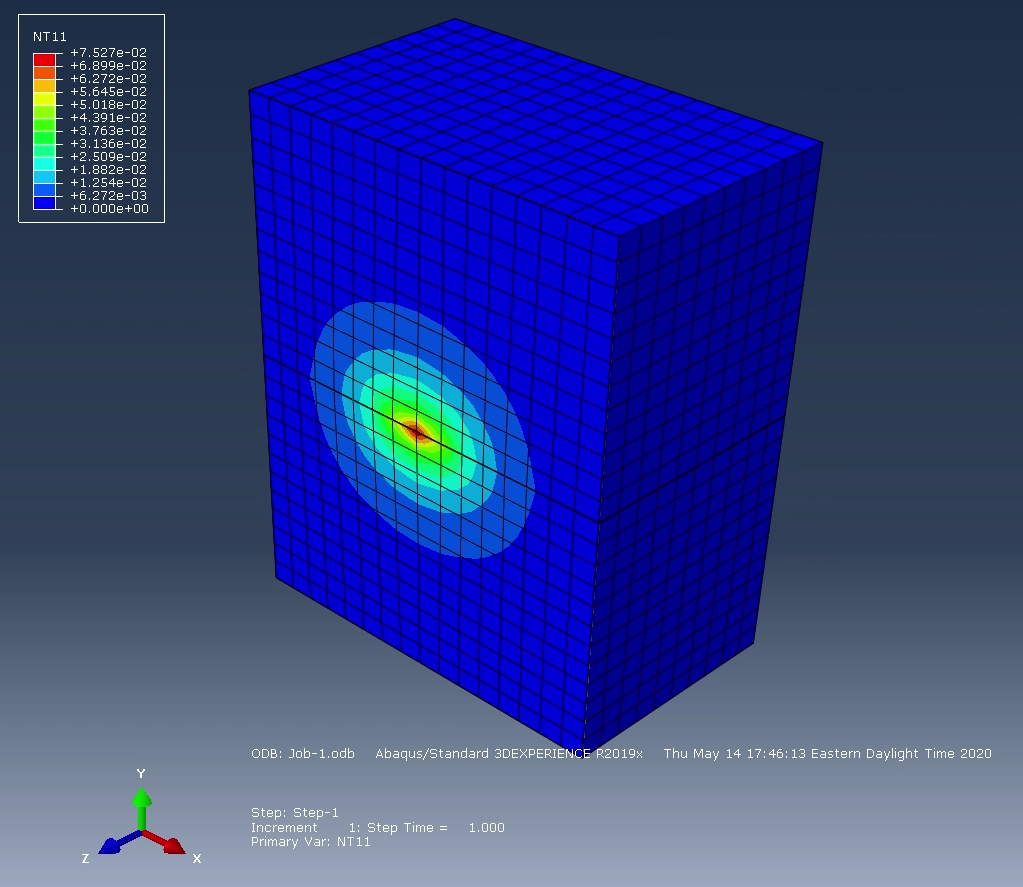 NT11
+7.527e-02
+6.899e-02
+6.272e-02
+5.645e-02
+5.018e-02
+4.391e-02
+3.763e-02
+3.136e-02
+2.509e-02
+1.882e-02
+1.254e-02
+6.272e-03
+0.000e+00
ODB: Job-1.odb Abaqus/Standard 3DEXPERIENCE R2019x Thu May 14 17:46:13 Eastern Daylight Time 2020
Y
Z
X
Step: Step-1
Increment 1: Step Time = 1.000
Primary Var: NT11